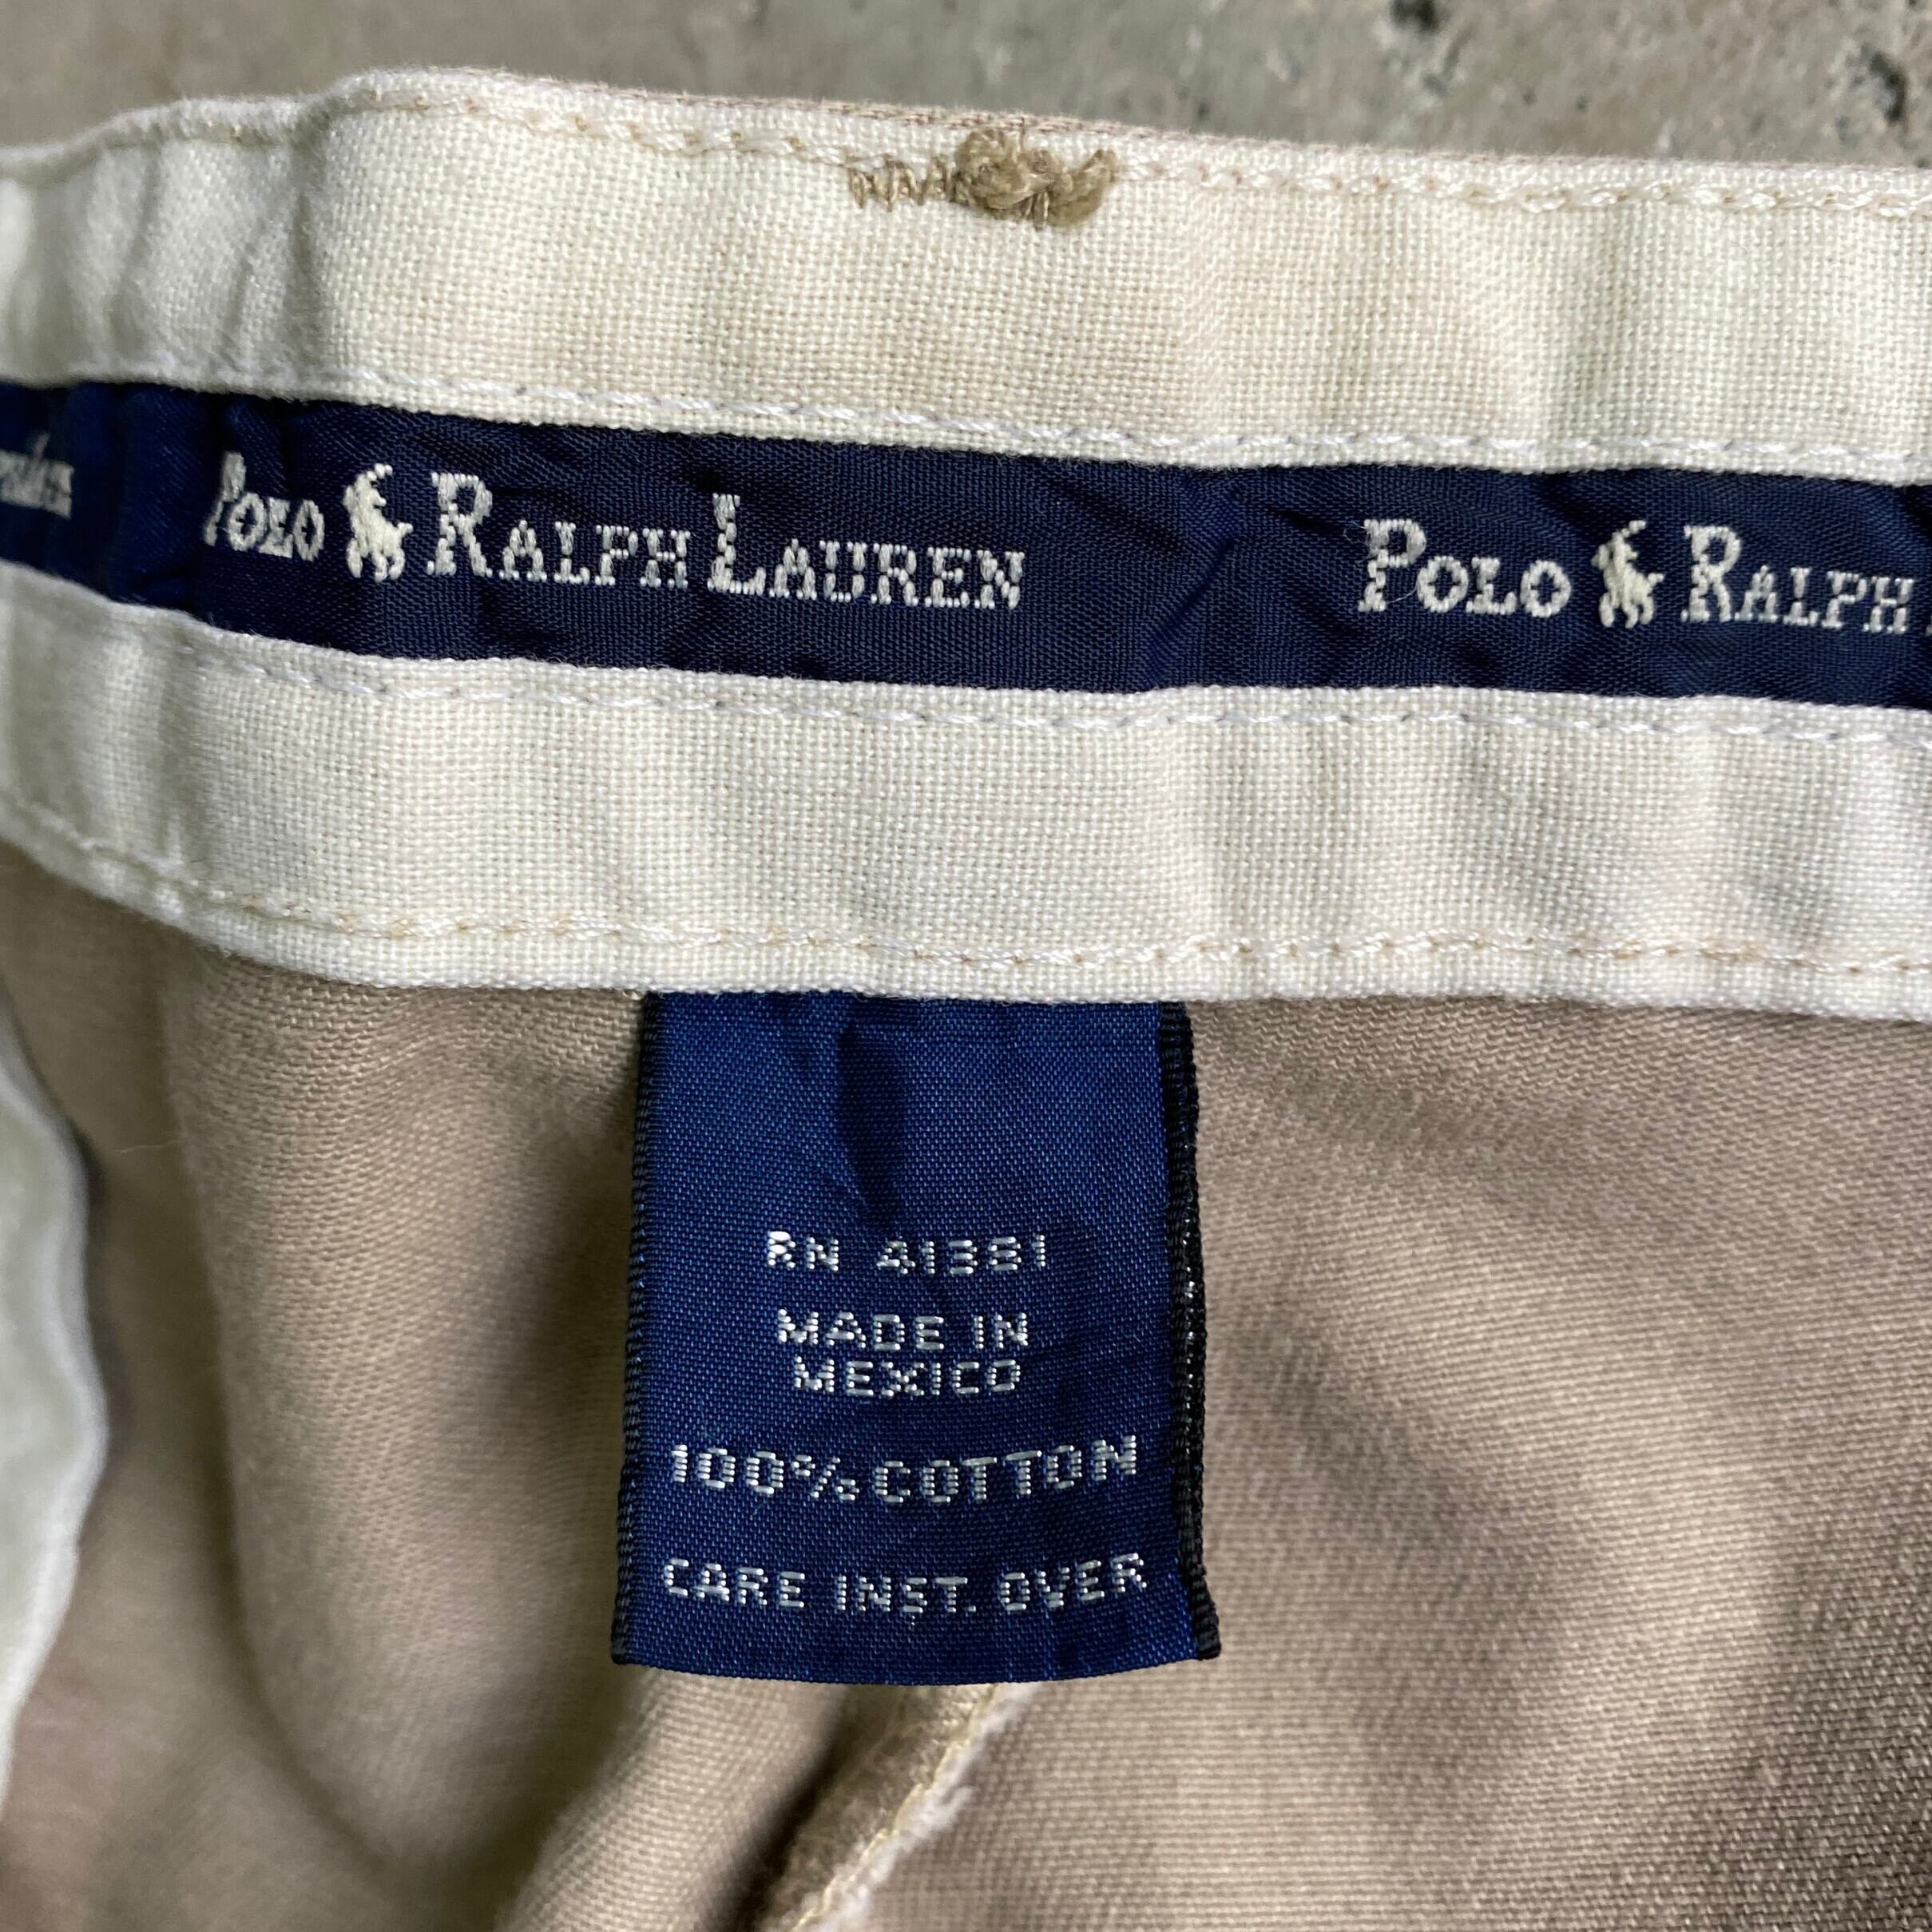 POLO RALPH LAUREN POLO RALPH
RN 41381
MADE IN
MEXICO
100% COTTON
CARE INST. OVER